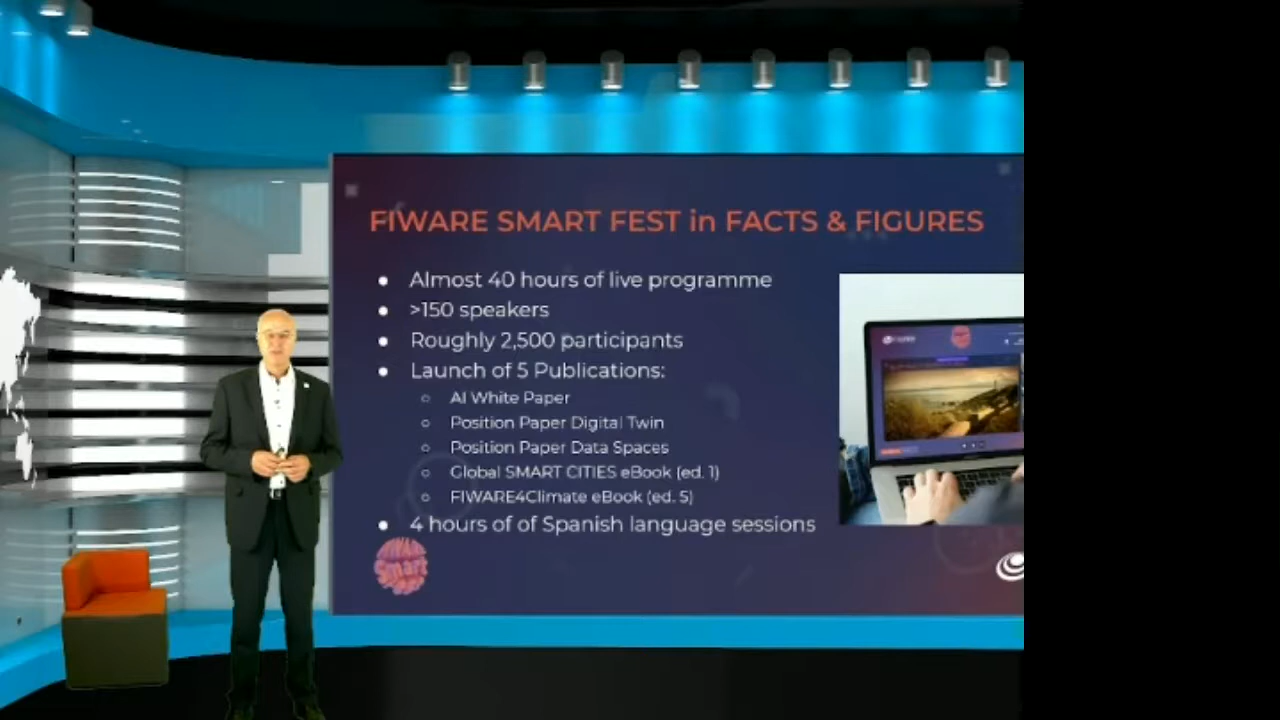 FIWARE SMART FEST in FACTS & FIGURES
● Almost 40 hours of live programme
● >150 speakers
● Roughly 2,500 participants
● Launch of 5 Publications:
○ AI White Paper
○ Position Paper Digital Twin
○ Position Paper Data Spaces
○ Global SMART CITIES eBook (ed. 1)
○ FIWARE4Climate eBook (ed. 5)
● 4 hours of of Spanish language sessions
Smart